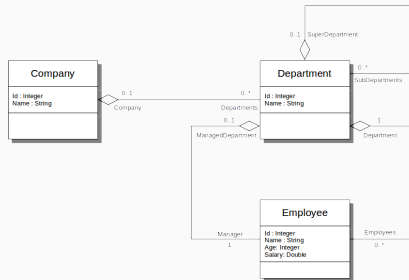 0..1 SuperDepartment
Company
Department
0..1
0..*
0..*
SubDepartments
Id : Integer
Name : String
Company
Departments
Id : Integer
Name : String
0..1
ManagedDepartment
1
Department
Employee
Manager
1
Id : Integer
Name : String
Age: Integer
Salary: Double
Employees
0..*